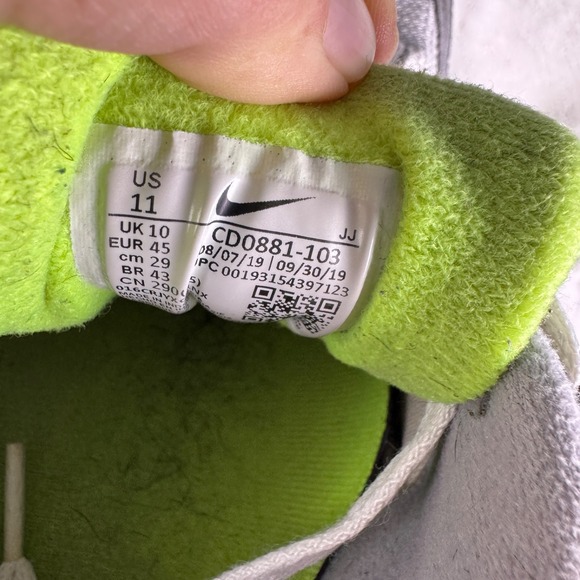 US
11
UK 10
EUR 45
cm 29
BR 43
CN 290
CD0881-103
JJ
08/07/19 | 09/30/19
UPC 00193154397123